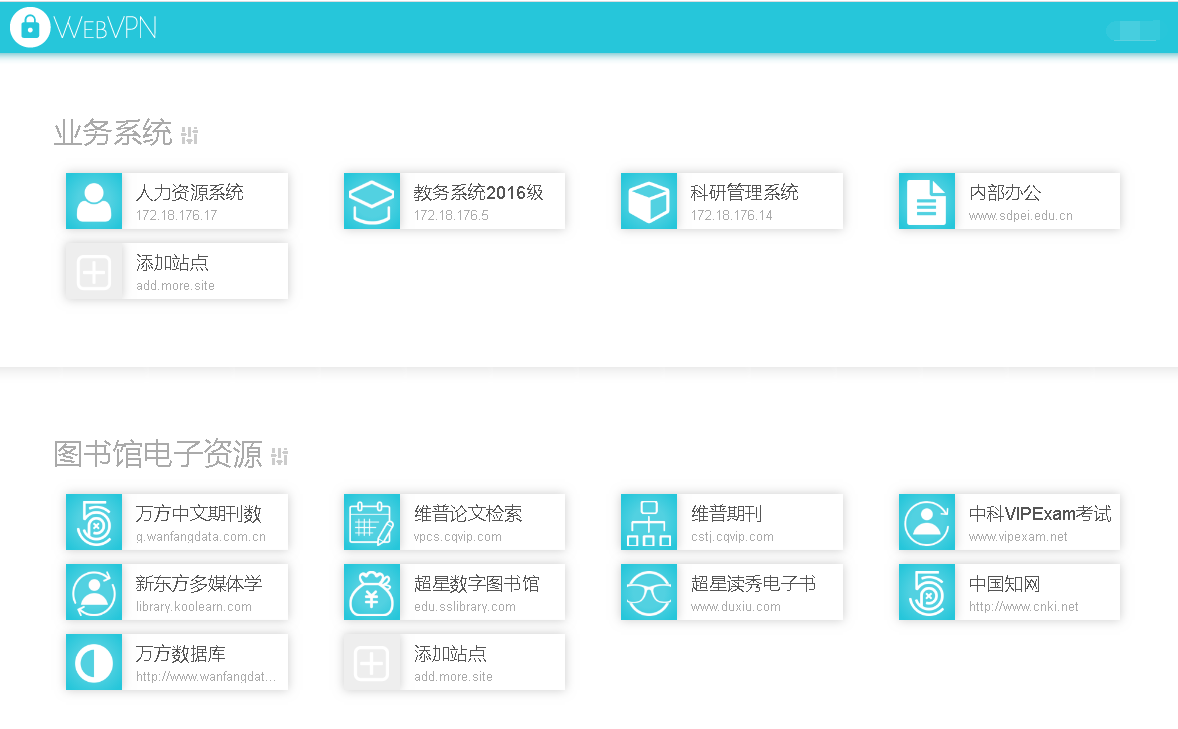 WEBVPN
业务系统
人力资源系统
172.18.176.17
教务系统2016级
172.18.176.5
科研管理系统
172.18.176.14
内部办公
www.sdpei.edu.cn
添加站点
add.more.site
图书馆电子资源
万方中文期刊数
g.wanfangdata.com.cn
维普论文检索
vpcs.cqvip.com
维普期刊
cstj.cqvip.com
中科VIPExam考试
www.vipexam.net
新东方多媒体学
library.koolearn.com
超星数字图书馆
edu.sslibrary.com
超星读秀电子书
www.duxiu.com
中国知网
http://www.cnki.net
万方数据库
http://www.wanfangdat...
添加站点
add.more.site